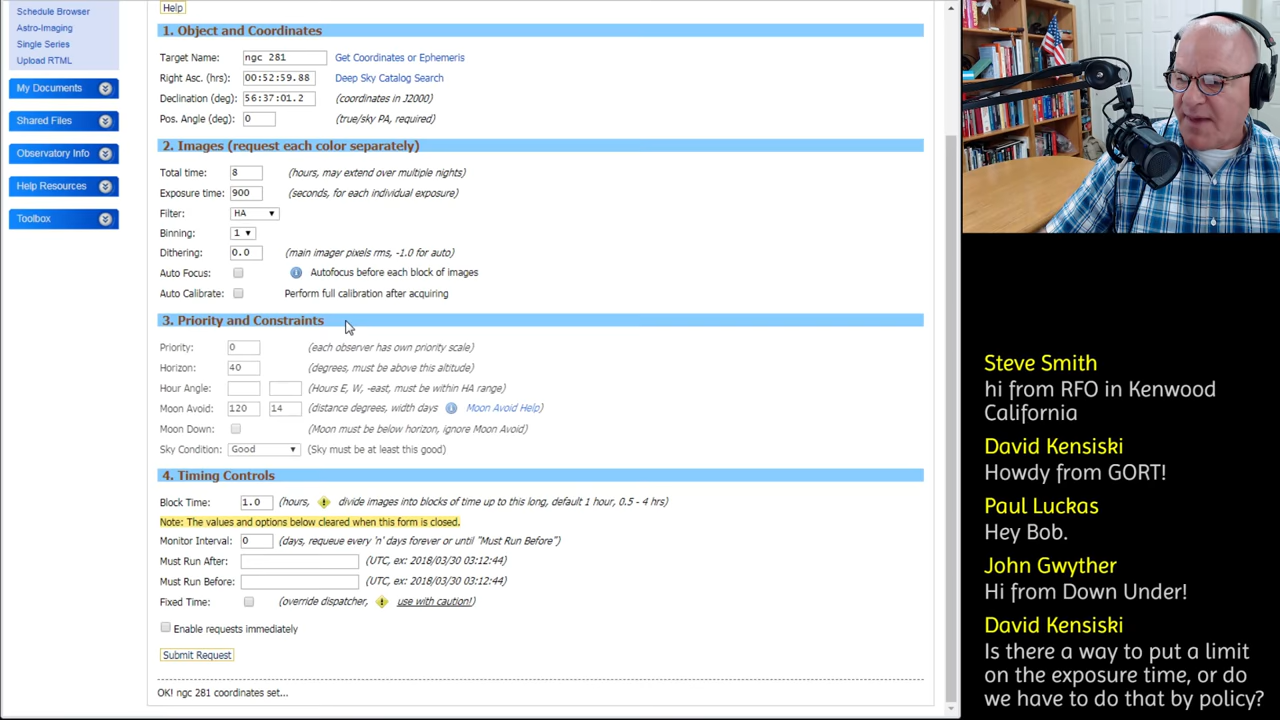 Schedule Browser
Astro-Imaging
Single Series
Upload RTML
My Documents
Shared Files
Observatory Info
Help Resources
Toolbox
Help
1. Object and Coordinates
Target Name: ngc 281 Get Coordinates or Ephemeris
Right Asc. (hrs): 00:52:59.88 Deep Sky Catalog Search
Declination (deg): 56:37:01.2 (coordinates in J2000)
Pos. Angle (deg): 0 (true/sky PA, required)
2. Images (request each color separately)
Total time: 8 (hours, may extend over multiple nights)
Exposure time: 900 (seconds, for each individual exposure)
Filter: HA
Binning: 1
Dithering: 0.0 (main imager pixels rms, -1.0 for auto)
Auto Focus: Autofocus before each block of images
Auto Calibrate: Perform full calibration after acquiring
3. Priority and Constraints
Priority: 0 (each observer has own priority scale)
Horizon: 40 (degrees, must be above this altitude)
Hour Angle: (Hours E, W, -east, must be within HA range)
Moon Avoid: 120 14 (distance degrees, width days Moon Avoid Help)
Moon Down: (Moon must be below horizon, ignore Moon Avoid)
Sky Condition: Good (Sky must be at least this good)
4. Timing Controls
Block Time: 1.0 (hours, divide images into blocks of time up to this long, default 1 hour, 0.5 - 4 hrs)
Note: The values and options below cleared when this form is closed.
Monitor Interval: 0 (days, requeue every 'n' days forever or until "Must Run Before")
Must Run After: (UTC, ex: 2018/03/30 03:12:44)
Must Run Before: (UTC, ex: 2018/03/30 03:12:44)
Fixed Time: (override dispatcher, use with caution!)
Enable requests immediately
Submit Request
OK! ngc 281 coordinates set...
Steve Smith
hi from RFO in Kenwood
California
David Kensiski
Howdy from GORT!
Paul Luckas
Hey Bob.
John Gwyther
Hi from Down Under!
David Kensiski
Is there a way to put a limit
on the exposure time, or do
we have to do that by policy?